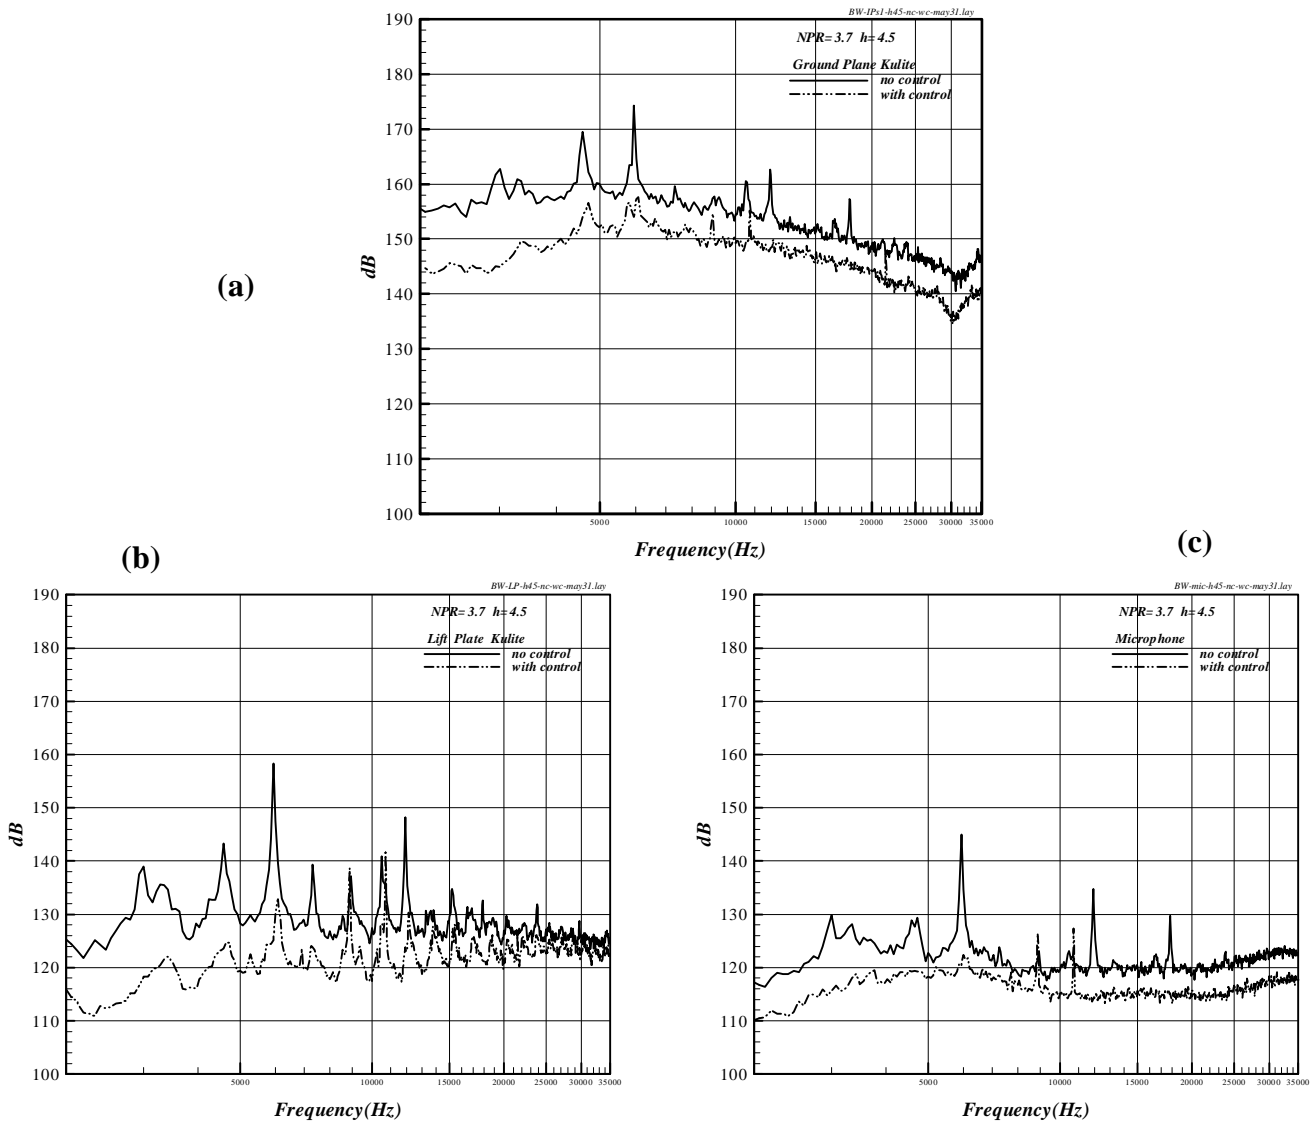 BW-IPs1-h45-nc-wc-may31.lay
190
NPR=3.7 h=4.5
Ground Plane Kulite
no control
with control
180
170
160
150
140
130
120
110
100
dB
5000 10000 15000 20000 25000 30000 35000
Frequency(Hz)
(a)
(b)
BW-LP-h45-nc-wc-may31.lay
190
NPR=3.7 h=4.5
Lift Plate Kulite
no control
with control
180
170
160
150
140
130
120
110
100
dB
5000 10000 15000 20000 25000 30000 35000
Frequency(Hz)
(c)
BW-mic-h45-nc-wc-may31.lay
190
NPR=3.7 h=4.5
Microphone
no control
with control
180
170
160
150
140
130
120
110
100
dB
5000 10000 15000 20000 25000 30000 35000
Frequency(Hz)